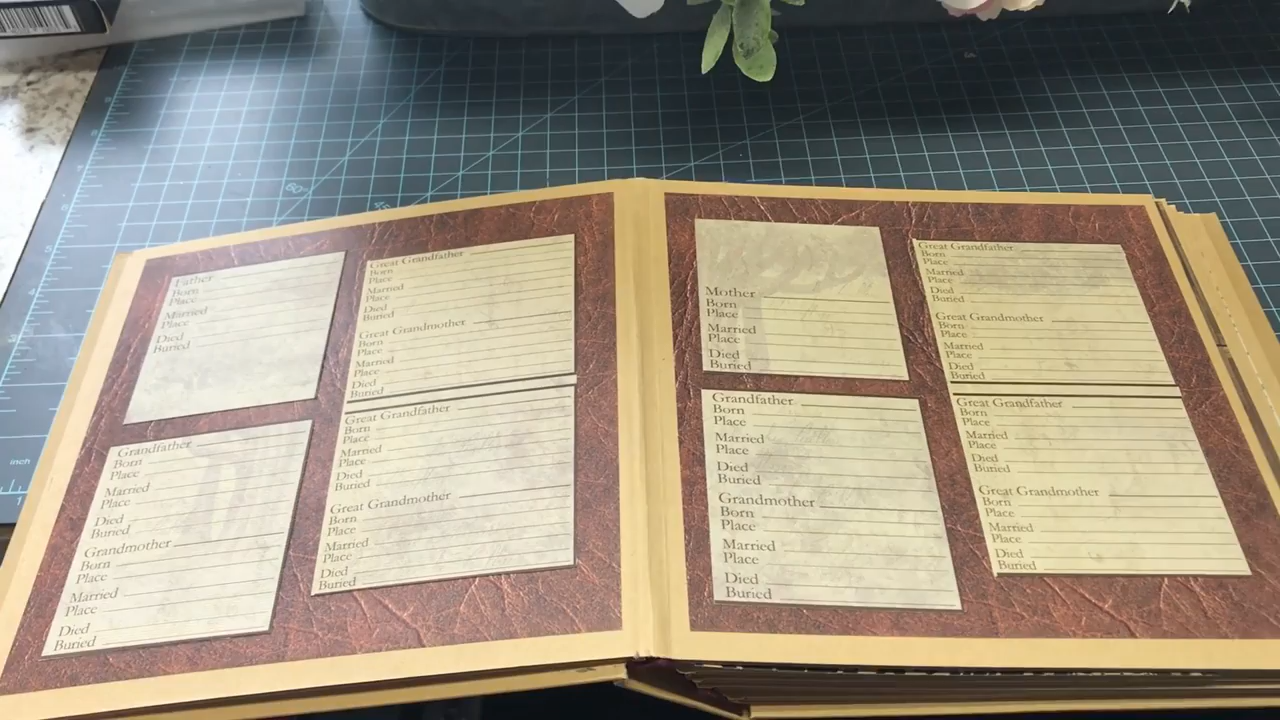 Father
Born
Place
Married
Place
Died
Buried
Grandfather
Born
Place
Married
Place
Died
Buried
Grandmother
Born
Place
Married
Place
Died
Buried
Great Grandfather
Born
Place
Married
Place
Died
Buried
Great Grandmother
Born
Place
Married
Place
Died
Buried
Great Grandfather
Born
Place
Married
Place
Died
Buried
Great Grandmother
Born
Place
Married
Place
Died
Buried
Mother
Born
Place
Married
Place
Died
Buried
Grandfather
Born
Place
Married
Place
Died
Buried
Grandmother
Born
Place
Married
Place
Died
Buried
Great Grandfather
Born
Place
Married
Place
Died
Buried
Great Grandmother
Born
Place
Married
Place
Died
Buried
Great Grandfather
Born
Place
Married
Place
Died
Buried
Great Grandmother
Born
Place
Married
Place
Died
Buried
inch